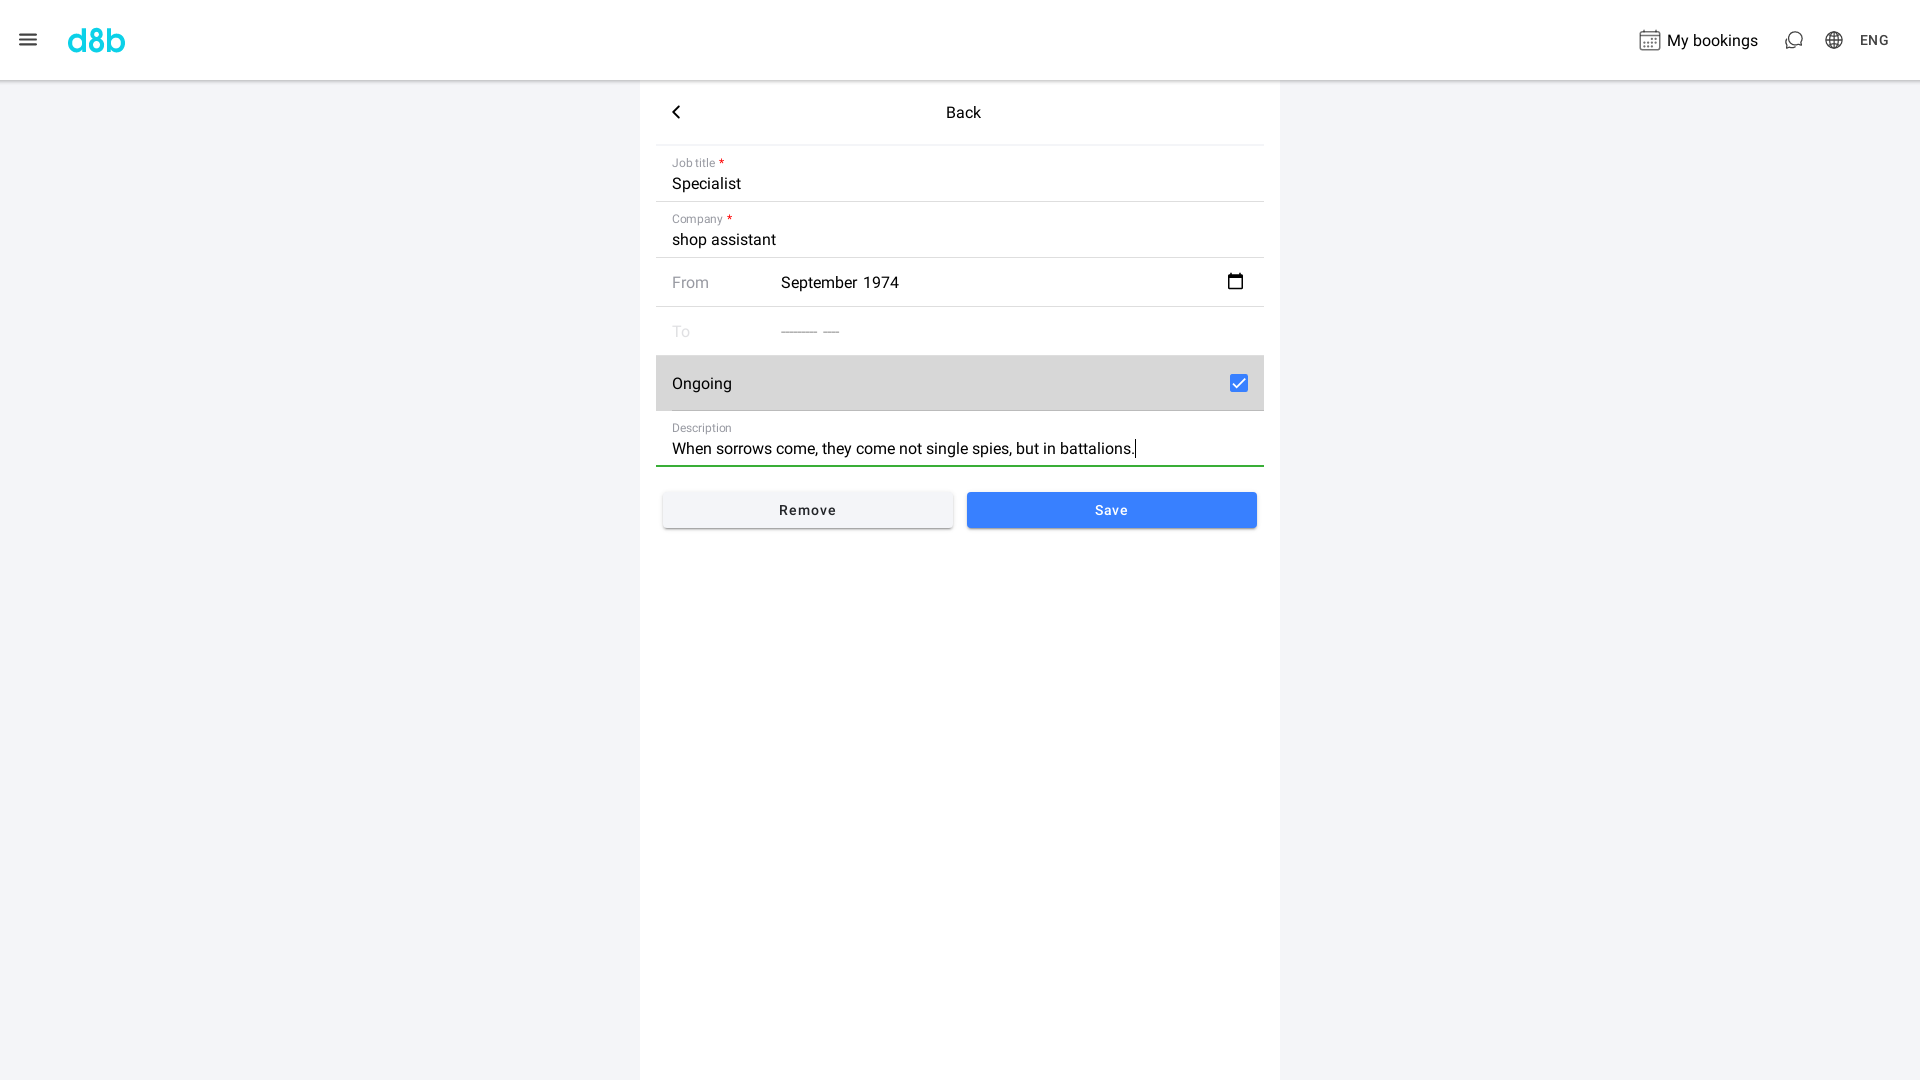 d8b
My bookings
ENG
Back
Job title *
Specialist
Company *
shop assistant
From September 1974
To --------- ----
Ongoing
Description
When sorrows come, they come not single spies, but in battalions.
Remove
Save